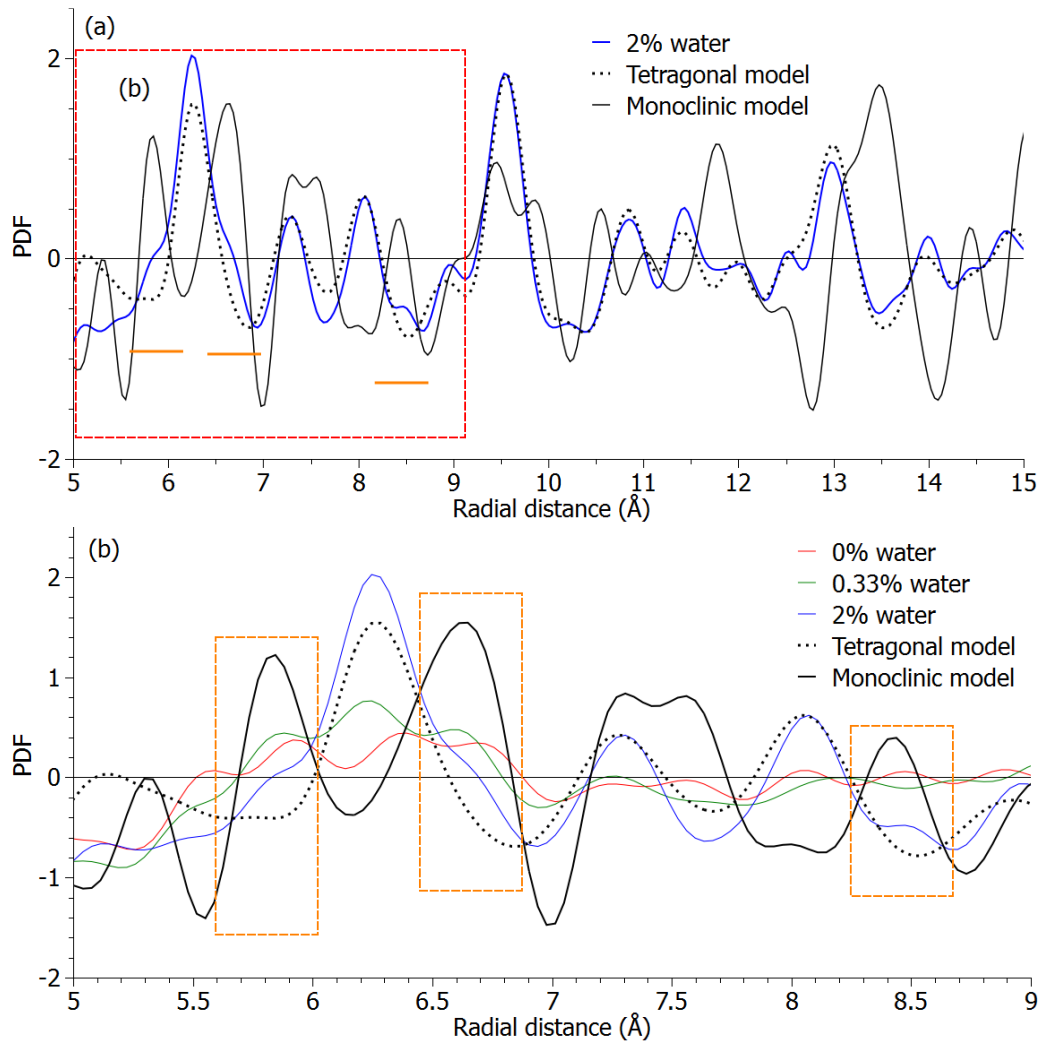 (a)
(b)
2% water
Tetragonal model
Monoclinic model
PDF
2
0
-2
5 6 7 8 9 10 11 12 13 14 15
Radial distance (Å)
(b)
0% water
0.33% water
2% water
Tetragonal model
Monoclinic model
PDF
2
1
0
-1
-2
5 5.5 6 6.5 7 7.5 8 8.5 9
Radial distance (Å)